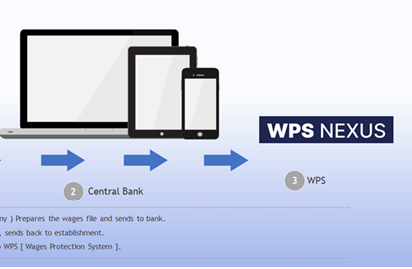 WPS NEXUS
2 Central Bank
3 WPS
ny ) Prepares the wages file and sends to bank.
, sends back to establishment.
WPS [ Wages Protection System ].